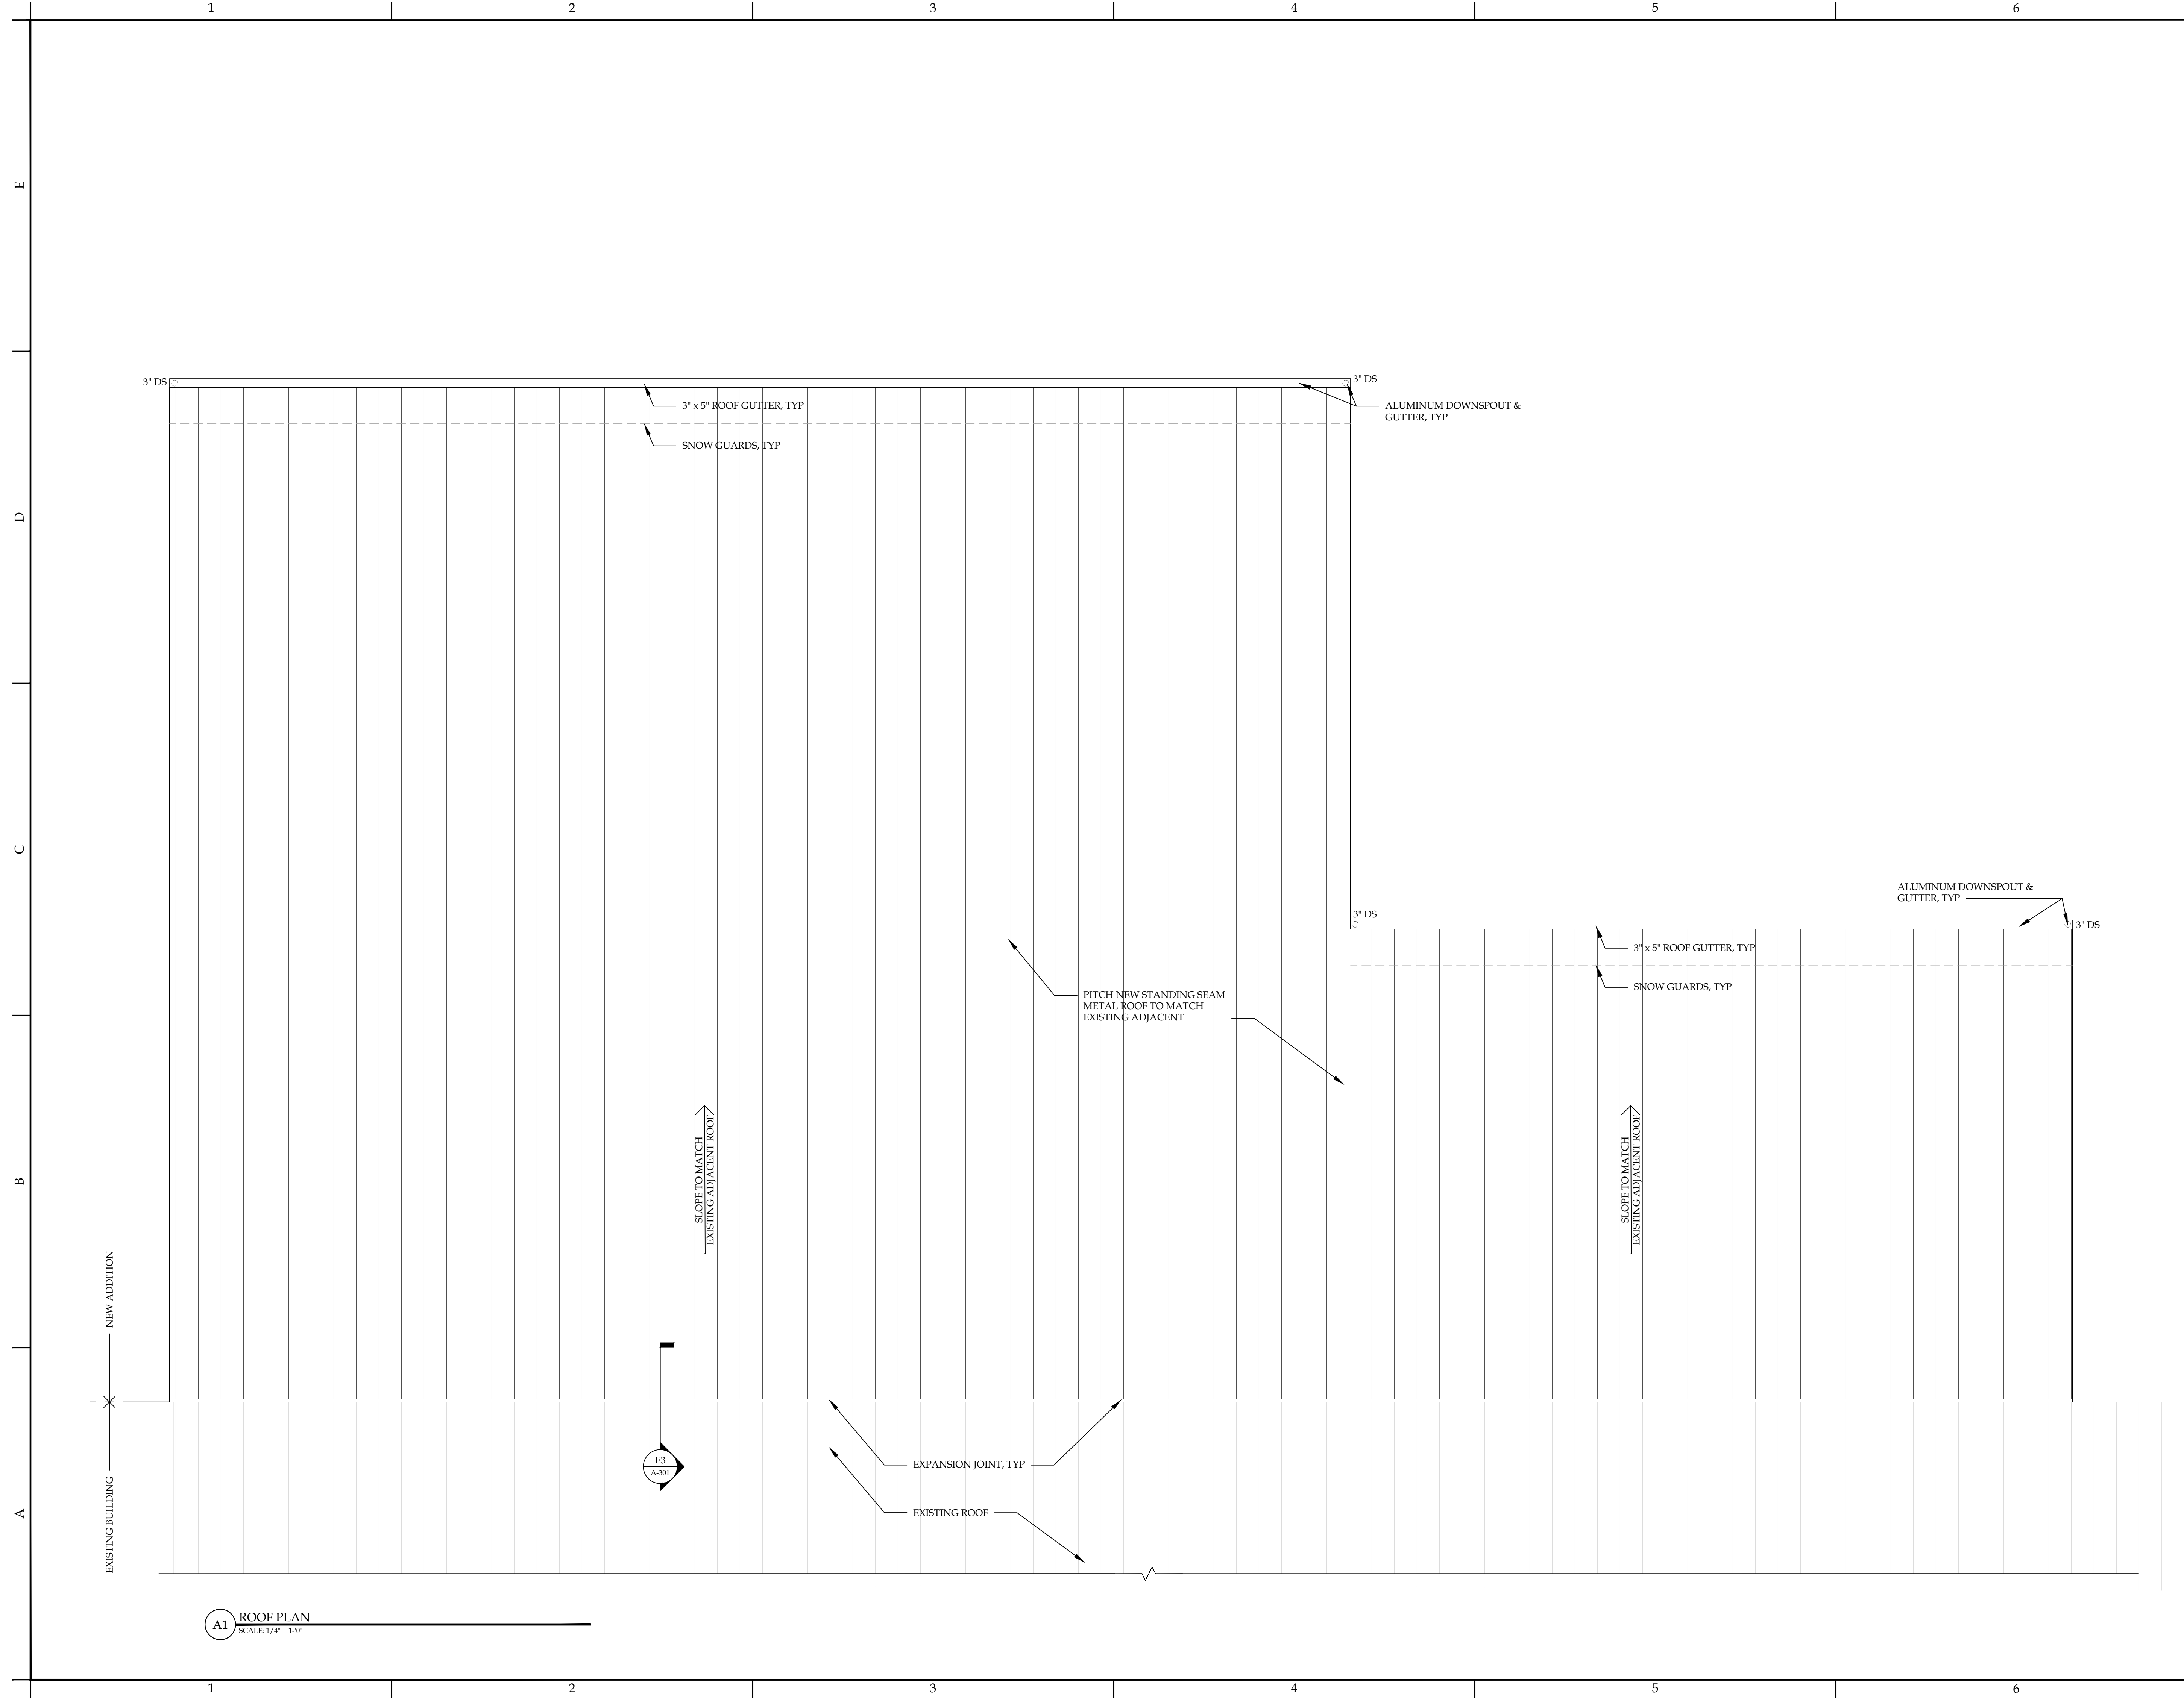 1 2 3 4 5 6
E
D
C
B
A
3" DS
3" DS
3" x 5" ROOF GUTTER, TYP
ALUMINUM DOWNSPOUT &
GUTTER, TYP
SNOW GUARDS, TYP
ALUMINUM DOWNSPOUT &
GUTTER, TYP
3" DS
3" DS
3" x 5" ROOF GUTTER, TYP
SNOW GUARDS, TYP
PITCH NEW STANDING SEAM
METAL ROOF TO MATCH
EXISTING ADJACENT
SLOPE TO MATCH
EXISTING ADJACENT ROOF
SLOPE TO MATCH
EXISTING ADJACENT ROOF
NEW ADDITION
EXISTING BUILDING
E3
A-301
EXPANSION JOINT, TYP
EXISTING ROOF
A1
ROOF PLAN
SCALE: 1/4" = 1-'0"
1 2 3 4 5 6